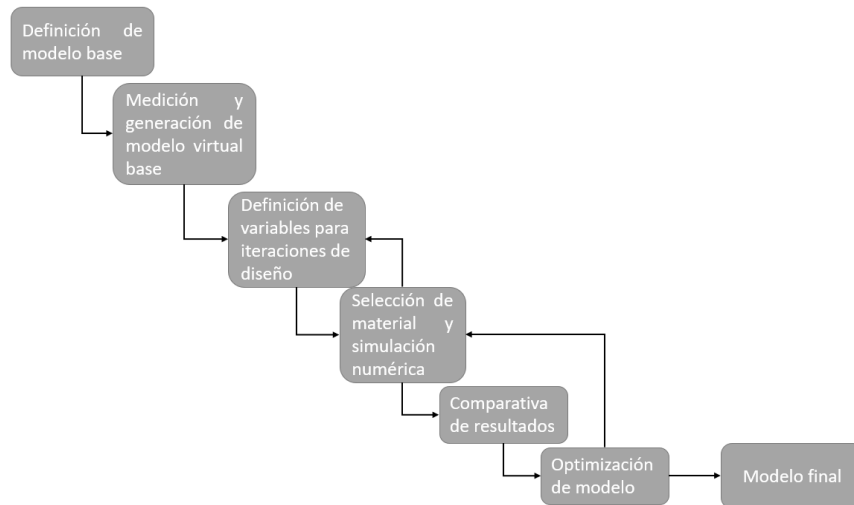 Definición de
modelo base
Medición y
generación de
modelo virtual
base
Definición de
variables para
iteraciones de
diseño
Selección de
material y
simulación
numérica
Comparativa
de resultados
Optimización
de modelo
Modelo final